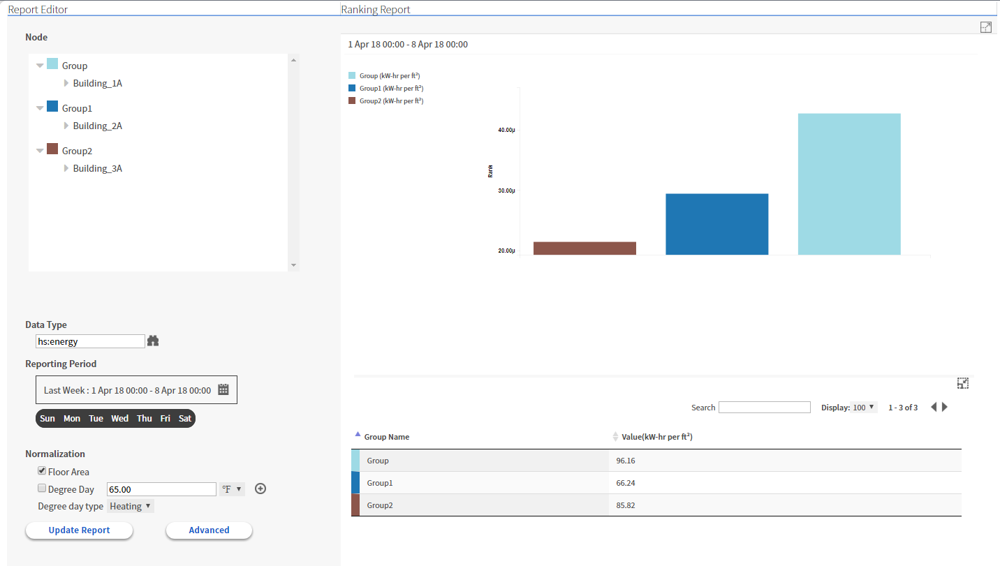 Report Editor
Node
Group
Building_1A
Group1
Building_2A
Group2
Building_3A
Data Type
hs:energy
Reporting Period
Last Week : 1 Apr 18 00:00 - 8 Apr 18 00:00
Sun Mon Tue Wed Thu Fri Sat
Normalization
Floor Area
Degree Day 65.00 °F
Degree day type Heating
Update Report Advanced
Ranking Report
1 Apr 18 00:00 - 8 Apr 18 00:00
Group (kW-hr per ft²)
Group1 (kW-hr per ft²)
Group2 (kW-hr per ft²)
40.00µ
Rank
30.00µ
20.00µ
Search Display: 100 1 - 3 of 3
Group Name Value(kW-hr per ft²)
Group 96.16
Group1 66.24
Group2 85.82